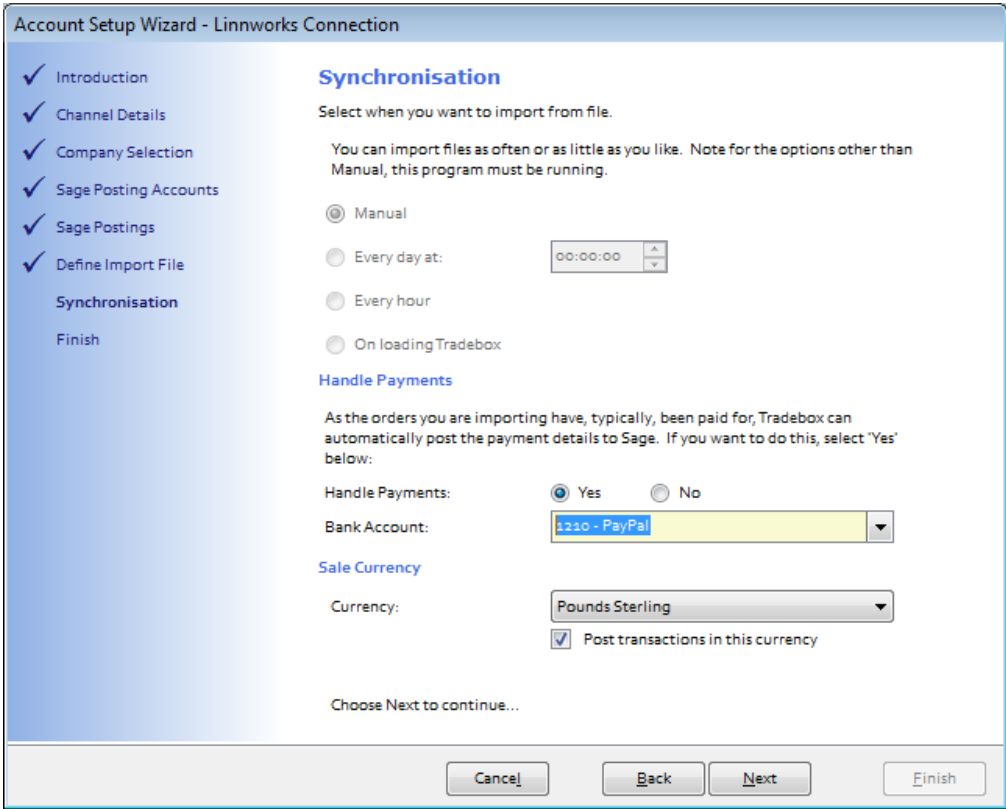 Account Setup Wizard - Linnworks Connection
Introduction
Channel Details
Company Selection
Sage Posting Accounts
Sage Postings
Define Import File
Synchronisation
Finish
Synchronisation
Select when you want to import from file.
You can import files as often or as little as you like.  Note for the options other than
Manual, this program must be running.
Manual
Every day at:
00:00:00
Every hour
On loading Tradebox
Handle Payments
As the orders you are importing have, typically, been paid for, Tradebox can
automatically post the payment details to Sage.  If you want to do this, select 'Yes'
below:
Handle Payments:
Yes
No
Bank Account:
1210 - PayPal
Sale Currency
Currency:
Pounds Sterling
Post transactions in this currency
Choose Next to continue...
Cancel
Back
Next
Finish